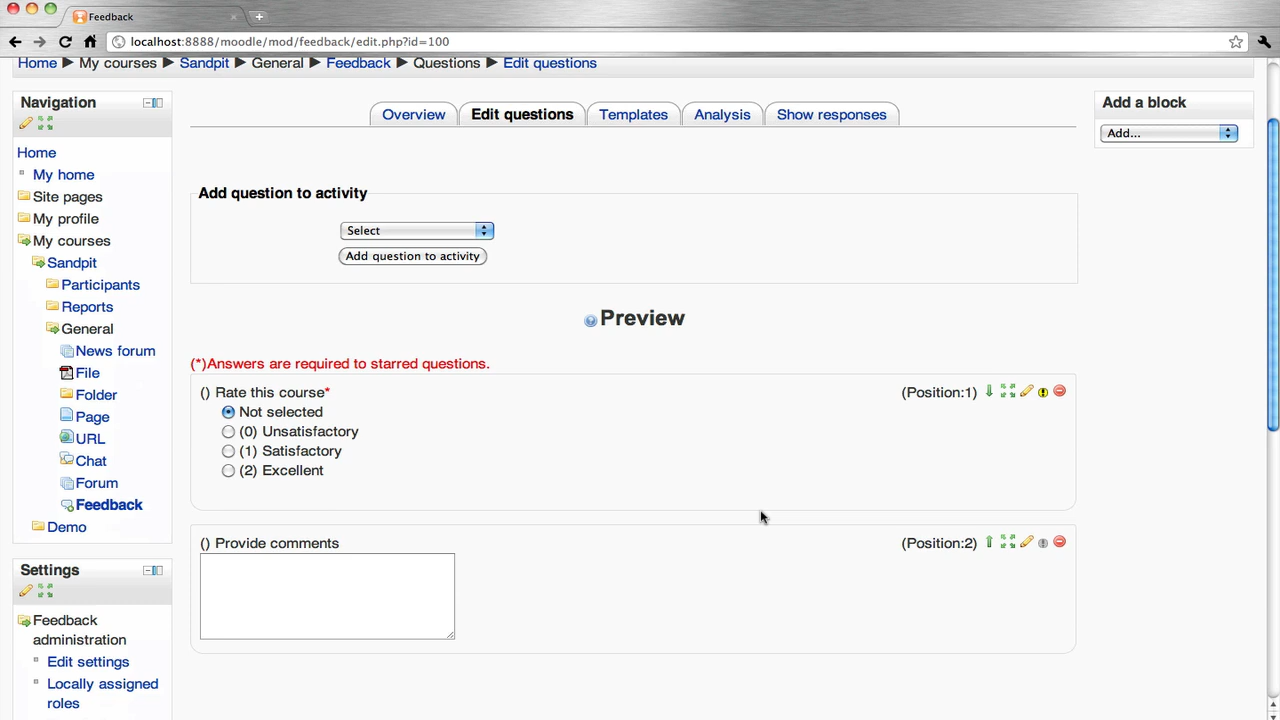 Feedback
localhost:8888/moodle/mod/feedback/edit.php?id=100
Home ► My courses ► Sandpit ► General ► Feedback ► Questions ► Edit questions
Navigation
Home
My home
Site pages
My profile
My courses
Sandpit
Participants
Reports
General
News forum
File
Folder
Page
URL
Chat
Forum
Feedback
Demo
Settings
Feedback
administration
Edit settings
Locally assigned
roles
Overview
Edit questions
Templates
Analysis
Show responses
Add question to activity
Select
Add question to activity
Preview
(*)Answers are required to starred questions.
() Rate this course*
(Position:1)
Not selected
(0) Unsatisfactory
(1) Satisfactory
(2) Excellent
() Provide comments
(Position:2)
Add a block
Add...